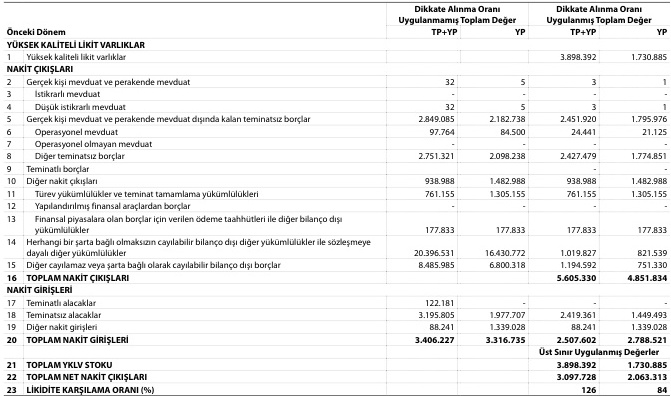 Dikkate Alınma Oranı Dikkate Alınma Oranı
Uygulanmamış Toplam Değer Uygulanmış Toplam Değer
Önceki Dönem TP+YP YP TP+YP YP
YÜKSEK KALİTELİ LİKİT VARLIKLAR
1 Yüksek kaliteli likit varlıklar 3.898.392 1.730.885
NAKİT ÇIKIŞLARI
2 Gerçek kişi mevduat ve perakende mevduat 32 5 3 1
3 İstikrarlı mevduat - - - -
4 Düşük istikrarlı mevduat 32 5 3 1
5 Gerçek kişi mevduat ve perakende mevduat dışında kalan teminatsız borçlar 2.849.085 2.182.738 2.451.920 1.795.976
6 Operasyonel mevduat 97.764 84.500 24.441 21.125
7 Operasyonel olmayan mevduat - - - -
8 Diğer teminatsız borçlar 2.751.321 2.098.238 2.427.479 1.774.851
9 Teminatlı borçlar - -
10 Diğer nakit çıkışları 938.988 1.482.988 938.988 1.482.988
11 Türev yükümlülükler ve teminat tamamlama yükümlülükleri 761.155 1.305.155 761.155 1.305.155
12 Yapılandırılmış finansal araçlardan borçlar - - - -
13 Finansal piyasalara olan borçlar için verilen ödeme taahhütleri ile diğer bilanço dışı
yükümlülükler 177.833 177.833 177.833 177.833
14 Herhangi bir şarta bağlı olmaksızın cayılabilir bilanço dışı diğer yükümlülükler ile sözleşmeye
dayalı diğer yükümlülükler 20.396.531 16.430.772 1.019.827 821.539
15 Diğer cayılamaz veya şarta bağlı olarak cayılabilir bilanço dışı borçlar 8.485.985 6.800.318 1.194.592 751.330
16 TOPLAM NAKİT ÇIKIŞLARI 5.605.330 4.851.834
NAKİT GİRİŞLERİ
17 Teminatlı alacaklar 122.181 - - -
18 Teminatsız alacaklar 3.195.805 1.977.707 2.419.361 1.449.493
19 Diğer nakit girişleri 88.241 1.339.028 88.241 1.339.028
20 TOPLAM NAKİT GİRİŞLERİ 3.406.227 3.316.735 2.507.602 2.788.521
Üst Sınır Uygulanmış Değerler
21 TOPLAM YKLV STOKU 3.898.392 1.730.885
22 TOPLAM NET NAKİT ÇIKIŞLARI 3.097.728 2.063.313
23 LİKİDİTE KARŞILAMA ORANI (%) 126 84